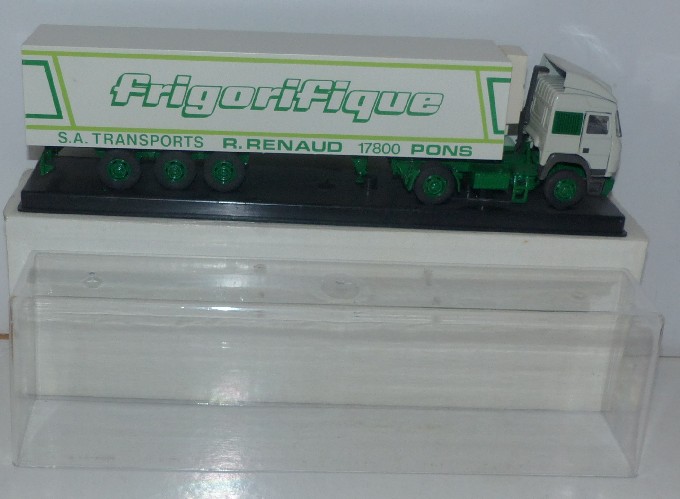 frigorifique
S.A. TRANSPORTS R. RENAUD 17800 PONS